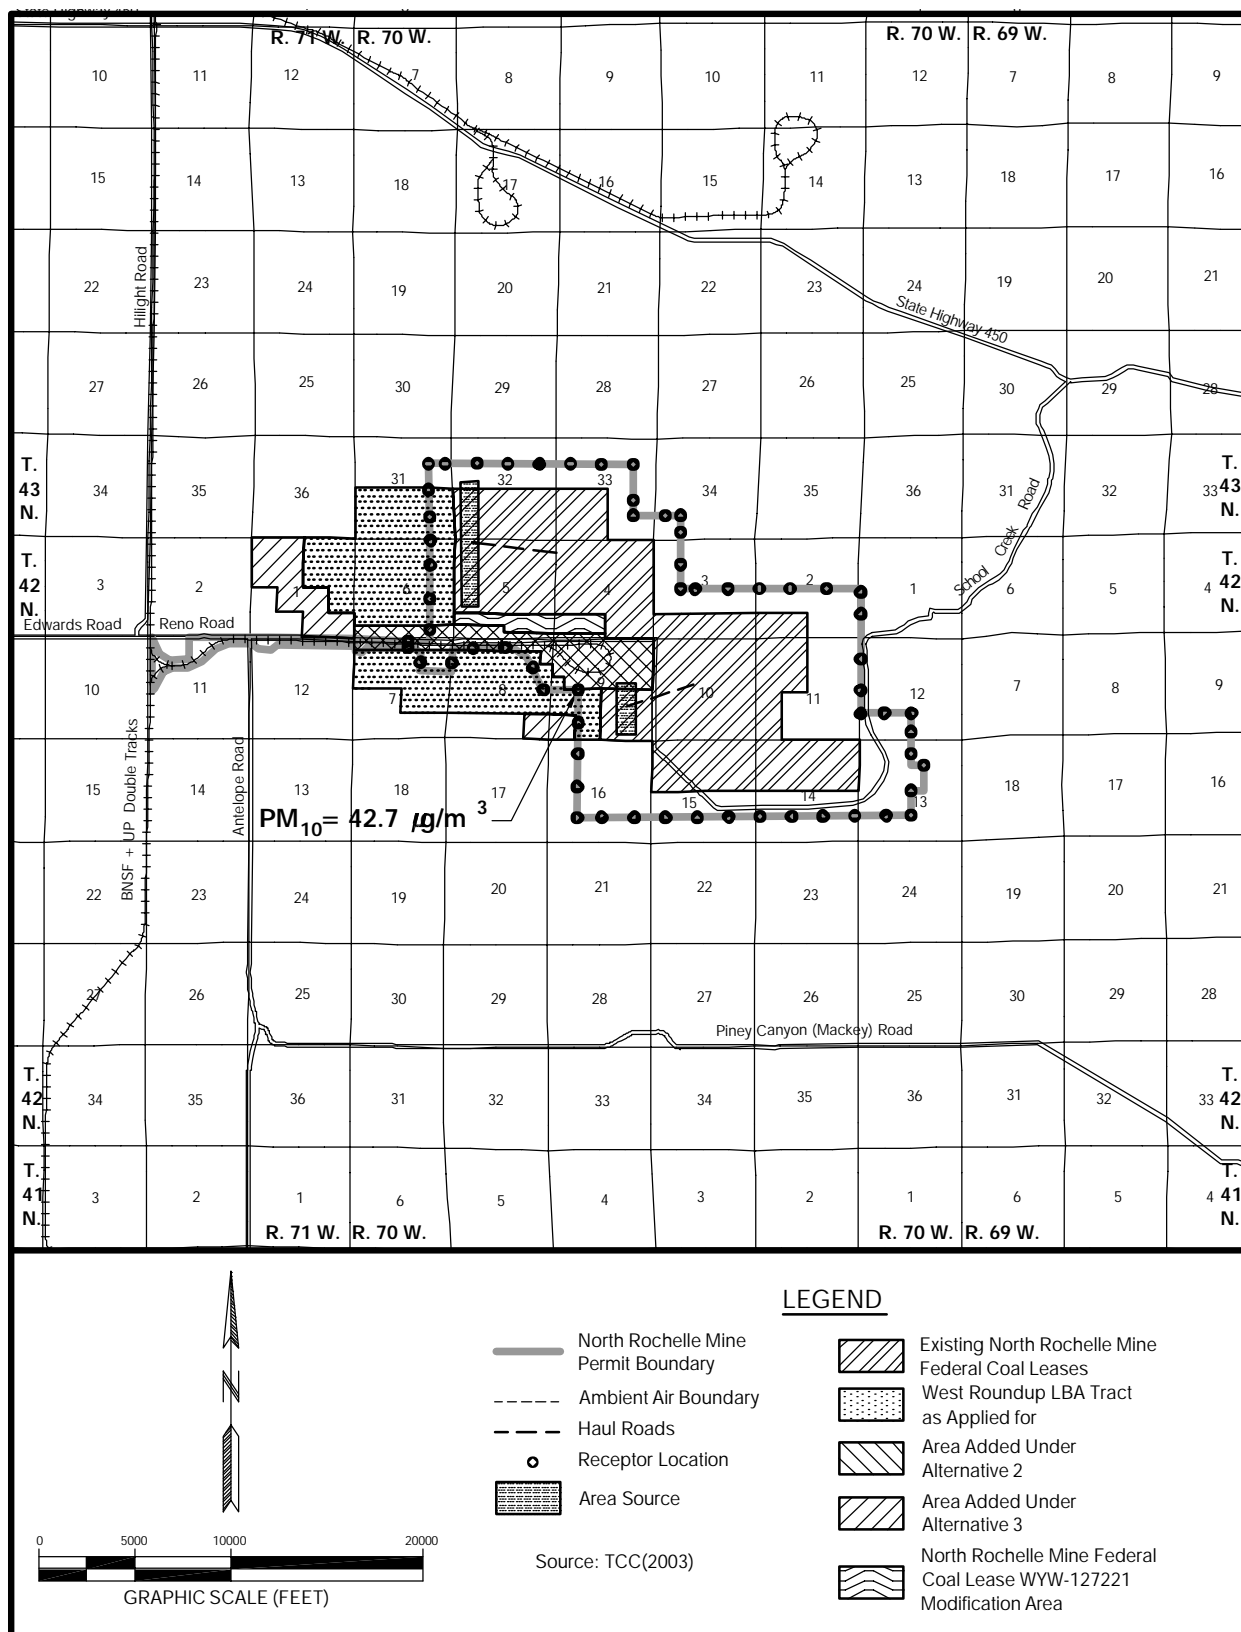 R. 71 W. R. 70 W. R. 70 W. R. 69 W.
10 11 12 7 8 9 10 11 12 7 8 9
15 14 13 18 17 16 15 14 13 18 17 16
Hilight Road
22 23 24 19 20 21 22 23 24 19 20 21
State Highway 450
27 26 25 30 29 28 27 26 25 30 29 28
T. 43 N.
34 35 36 31 32 33 34 35 36 31 32 33
T. 43 N.
School Creek Road
T. 42 N.
3 2 1 6 5 4 3 2 1 6 5 4
T. 42 N.
Edwards Road Reno Road
10 11 12 7 8 9 10 11 12 7 8 9
BNSF + UP Double Tracks
Antelope Road
15 14 13 18 17 16 15 14 13 18 17 16
PM10= 42.7 µg/m 3
22 23 24 19 20 21 22 23 24 19 20 21
27 26 25 30 29 28 27 26 25 30 29 28
Piney Canyon (Mackey) Road
T. 42 N.
34 35 36 31 32 33 34 35 36 31 32 33
T. 42 N.
T. 41 N.
3 2 1 6 5 4 3 2 1 6 5 4
T. 41 N.
R. 71 W. R. 70 W. R. 70 W. R. 69 W.
LEGEND
North Rochelle Mine
Permit Boundary
Ambient Air Boundary
Haul Roads
Receptor Location
Area Source
Existing North Rochelle Mine
Federal Coal Leases
West Roundup LBA Tract
as Applied for
Area Added Under
Alternative 2
Area Added Under
Alternative 3
North Rochelle Mine Federal
Coal Lease WYW-127221
Modification Area
N
0 5000 10000 20000
GRAPHIC SCALE (FEET)
Source: TCC(2003)